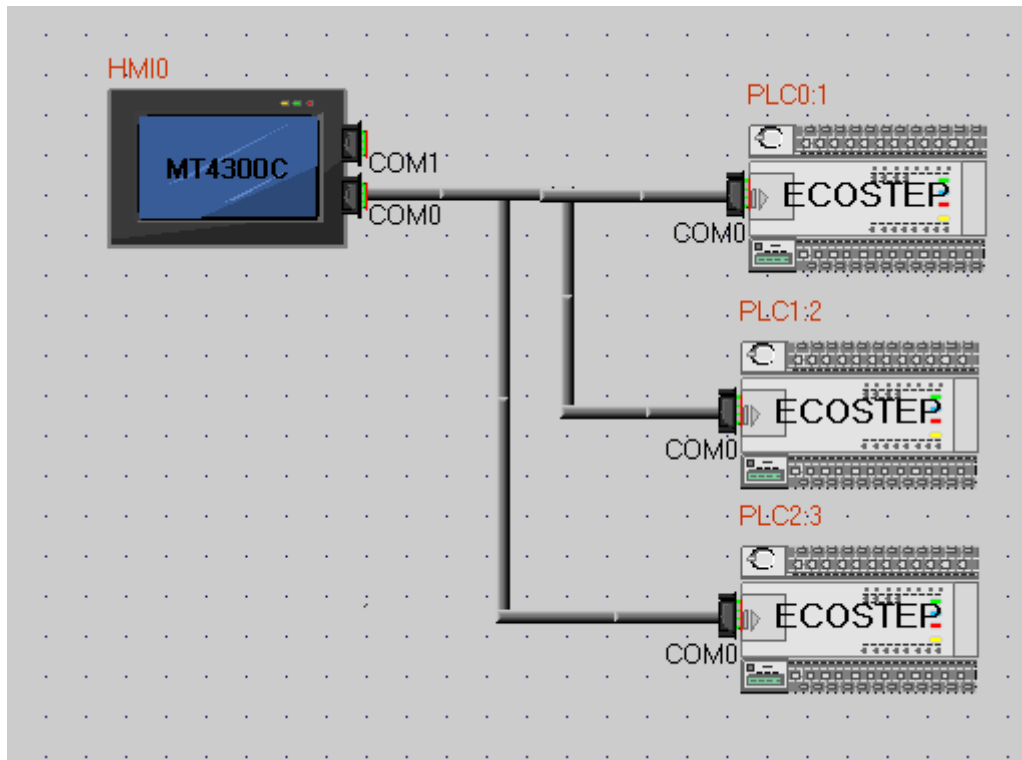 HMI0
MT4300C
COM1
COM0
PLC0:1
ECOSTEP
COM0
PLC1:2
ECOSTEP
COM0
PLC2:3
ECOSTEP
COM0